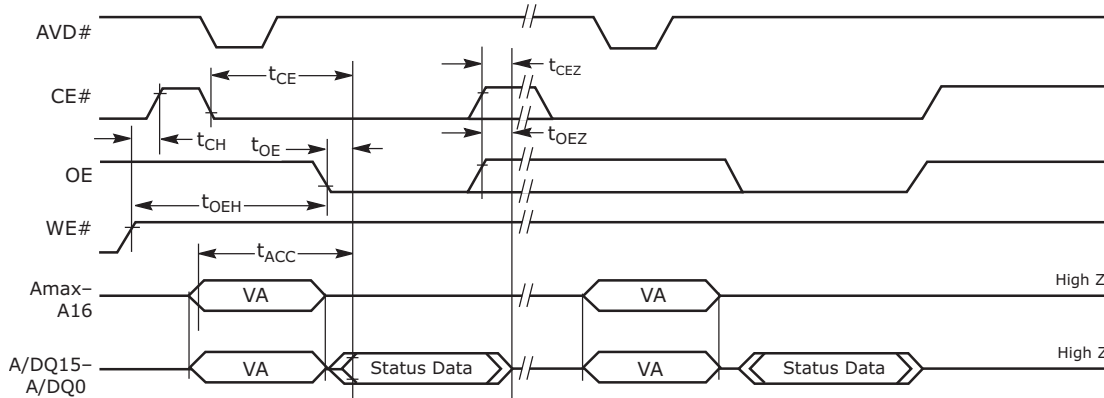 AVD#
tCE
tCEZ
CE#
tCH
tOE
tOEZ
OE
tOEH
WE#
tACC
Amax–
A16
VA
VA
High Z
A/DQ15–
A/DQ0
VA
Status Data
VA
Status Data
High Z